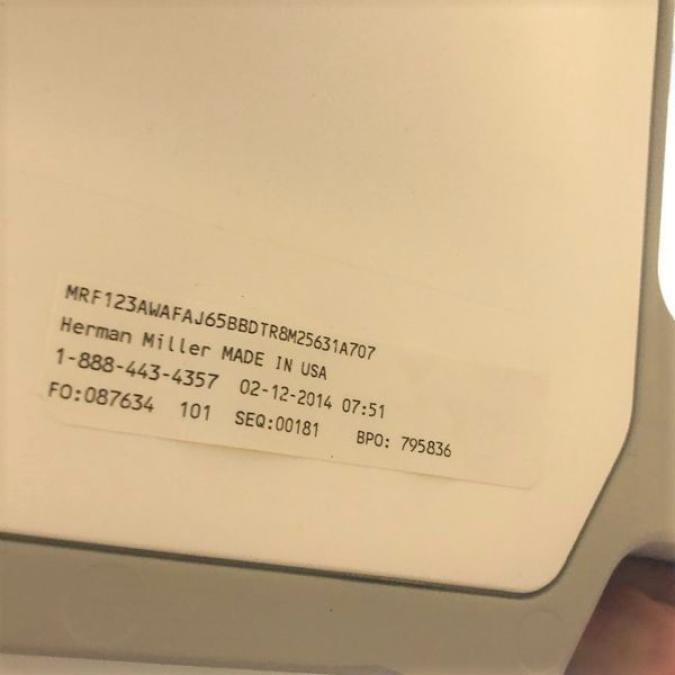 MRF123AWAFAJ65BBDTR8M25631A707
Herman Miller MADE IN USA
1-888-443-4357 02-12-2014 07:51
FO:087634 101 SEQ:00181 BPO: 795836